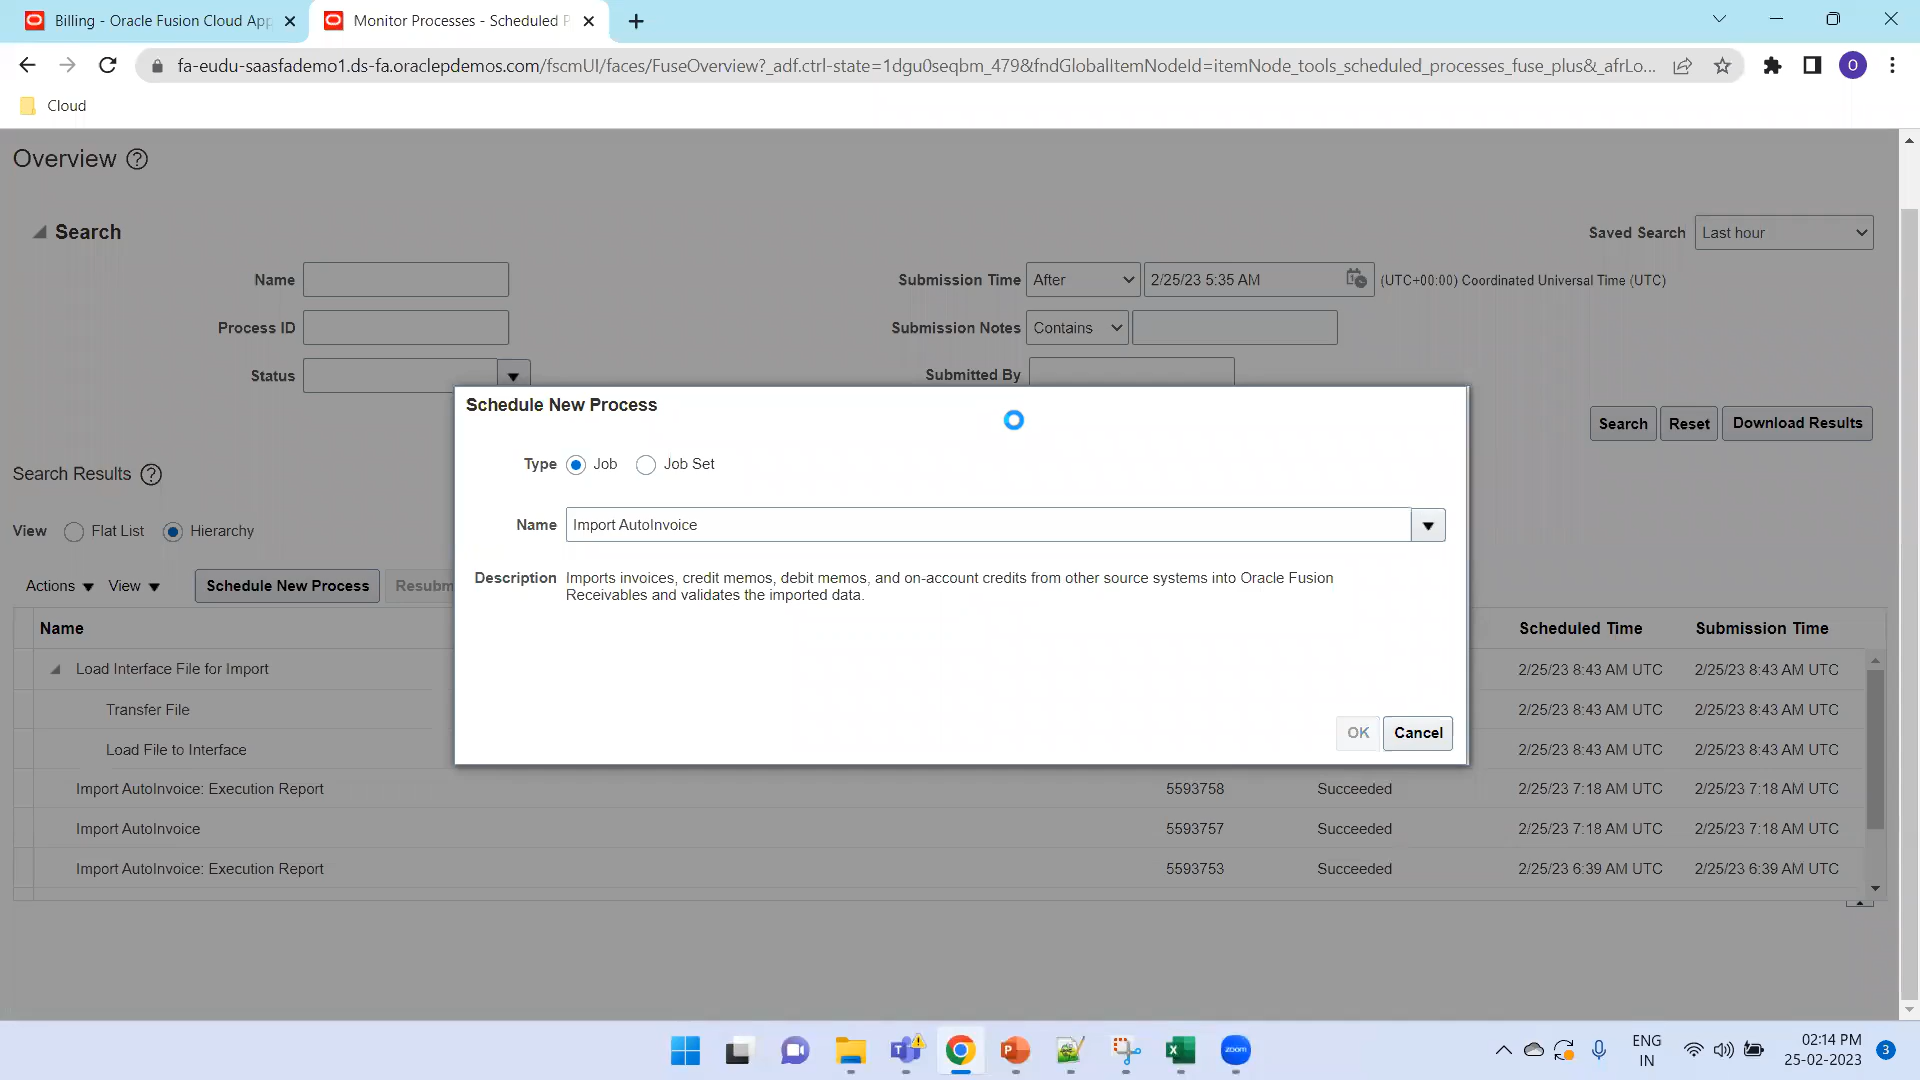 Billing - Oracle Fusion Cloud App
Monitor Processes - Scheduled P
fa-eudu-saasfademo1.ds-fa.oraclepdemos.com/fscmUI/faces/FuseOverview?_adf.ctrl-state=1dgu0seqbm_479&fndGlobalItemNodeId=itemNode_tools_scheduled_processes_fuse_plus&_afrLo...
O
Cloud
Overview
Search
Saved Search Last hour
Name
Submission Time After 2/25/23 5:35 AM (UTC+00:00) Coordinated Universal Time (UTC)
Process ID
Submission Notes Contains
Status
Submitted By
Schedule New Process
Search Reset Download Results
Type Job Job Set
Search Results
Name Import AutoInvoice
View Flat List Hierarchy
Description Imports invoices, credit memos, debit memos, and on-account credits from other source systems into Oracle Fusion
Receivables and validates the imported data.
Actions View Schedule New Process Resubm
OK Cancel
Name Scheduled Time Submission Time
Load Interface File for Import 2/25/23 8:43 AM UTC 2/25/23 8:43 AM UTC
Transfer File 2/25/23 8:43 AM UTC 2/25/23 8:43 AM UTC
Load File to Interface 2/25/23 8:43 AM UTC 2/25/23 8:43 AM UTC
Import AutoInvoice: Execution Report 5593758 Succeeded 2/25/23 7:18 AM UTC 2/25/23 7:18 AM UTC
Import AutoInvoice 5593757 Succeeded 2/25/23 7:18 AM UTC 2/25/23 7:18 AM UTC
Import AutoInvoice: Execution Report 5593753 Succeeded 2/25/23 6:39 AM UTC 2/25/23 6:39 AM UTC
zoom
ENG
IN
02:14 PM
25-02-2023
3